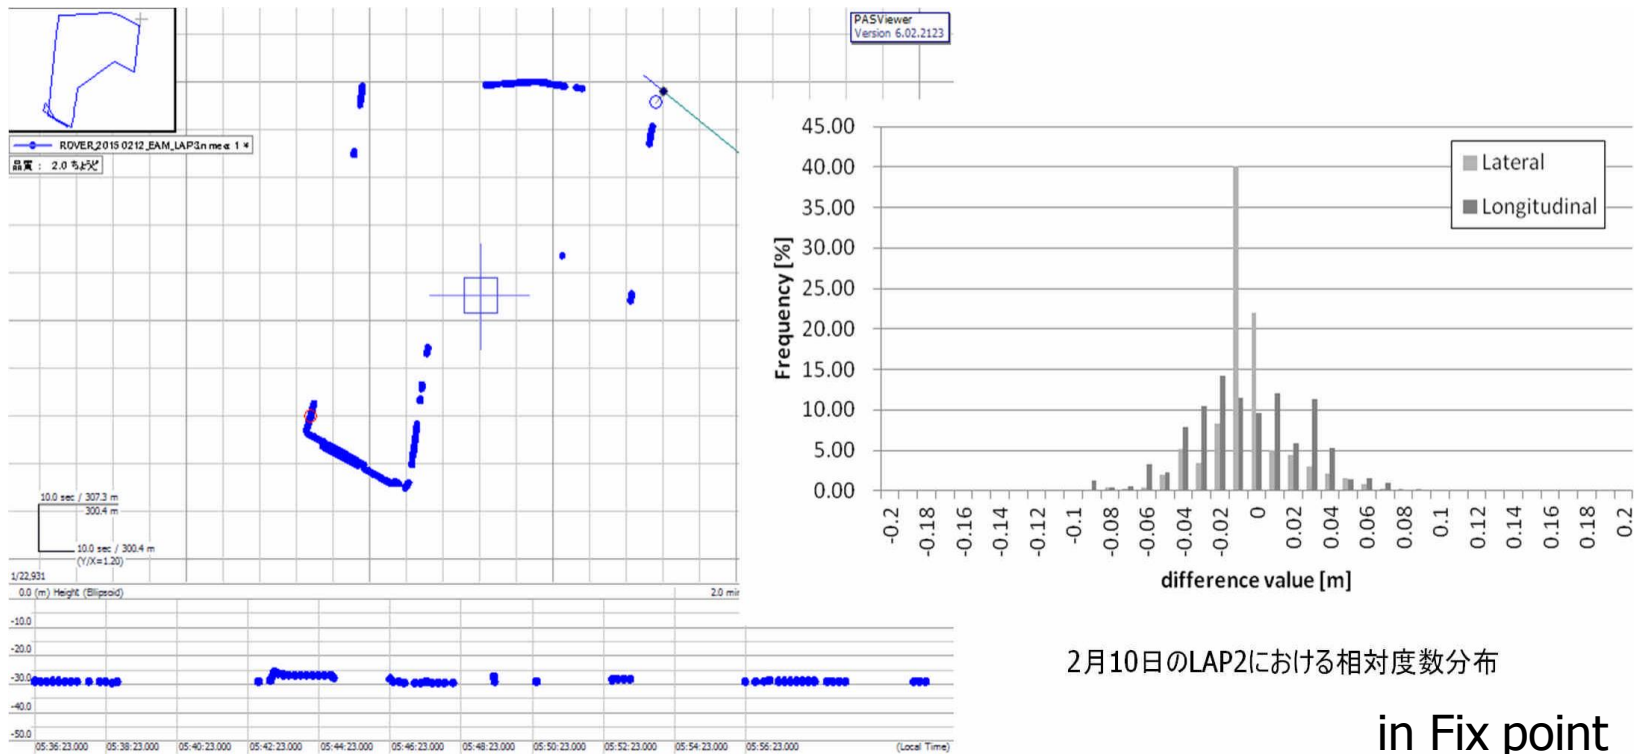 PASViewer
Version 6.02.2123
品質： 2.0 ちょうど
10.0 sec / 307.3 m
300.4 m
10.0 sec / 300.4 m
(Y/X=1.20)
1/22,931
0.0 (m) Height (Ellipsoid)
2.0 min
-10.0
-20.0
-30.0
-40.0
-50.0
05:36:23.000 05:38:23.000 05:40:23.000 05:42:23.000 05:44:23.000 05:46:23.000 05:48:23.000 05:50:23.000 05:52:23.000 05:54:23.000 05:56:23.000 (Local Time)
45.00
40.00
35.00
30.00
25.00
20.00
15.00
10.00
5.00
0.00
Frequency [%]
Lateral
Longitudinal
-0.2 -0.18 -0.16 -0.14 -0.12 -0.1 -0.08 -0.06 -0.04 -0.02 0 0.02 0.04 0.06 0.08 0.1 0.12 0.14 0.16 0.18 0.2
difference value [m]
2月10日のLAP2における相対度数分布
in Fix point